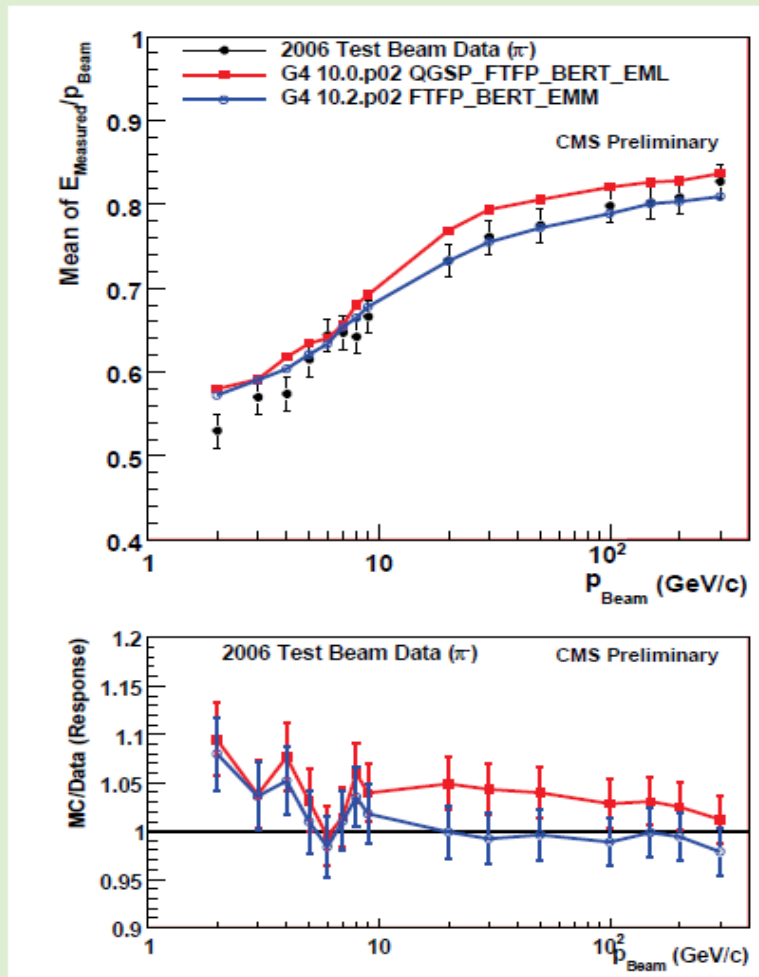 1
2006 Test Beam Data (π-)
G4 10.0.p02 QGSP_FTFP_BERT_EML
G4 10.2.p02 FTFP_BERT_EMM
0.9
CMS Preliminary
0.8
0.7
0.6
0.5
0.4
Mean of E_Measured/p_Beam
1
10
10²
p_Beam (GeV/c)
1.2
2006 Test Beam Data (π-)
CMS Preliminary
1.15
1.1
1.05
1
0.95
0.9
MC/Data (Response)
1
10
10²
p_Beam (GeV/c)